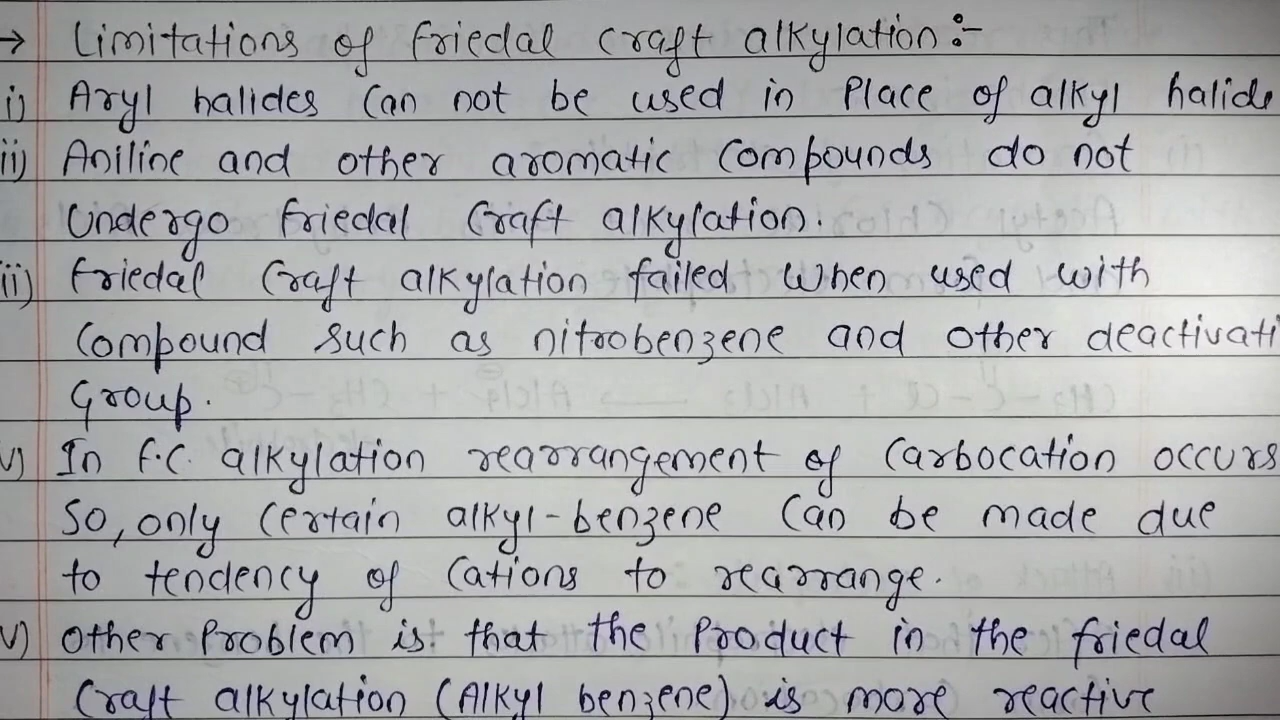 → Limitations of friedal craft alkylation :-
i) Aryl halides can not be used in Place of alkyl halide
ii) Aniline and other aromatic compounds do not
undergo friedal craft alkylation.
ii) friedal craft alkylation failed when used with
compound such as nitrobenzene and other deactivati
group.
v) In f.c. alkylation rearrangement of carbocation occurs
so, only certain alkyl-benzene can be made due
to tendency of cations to rearrange.
v) other Problem is that the Product in the friedal
craft alkylation (Alkyl benzene) is more reactive